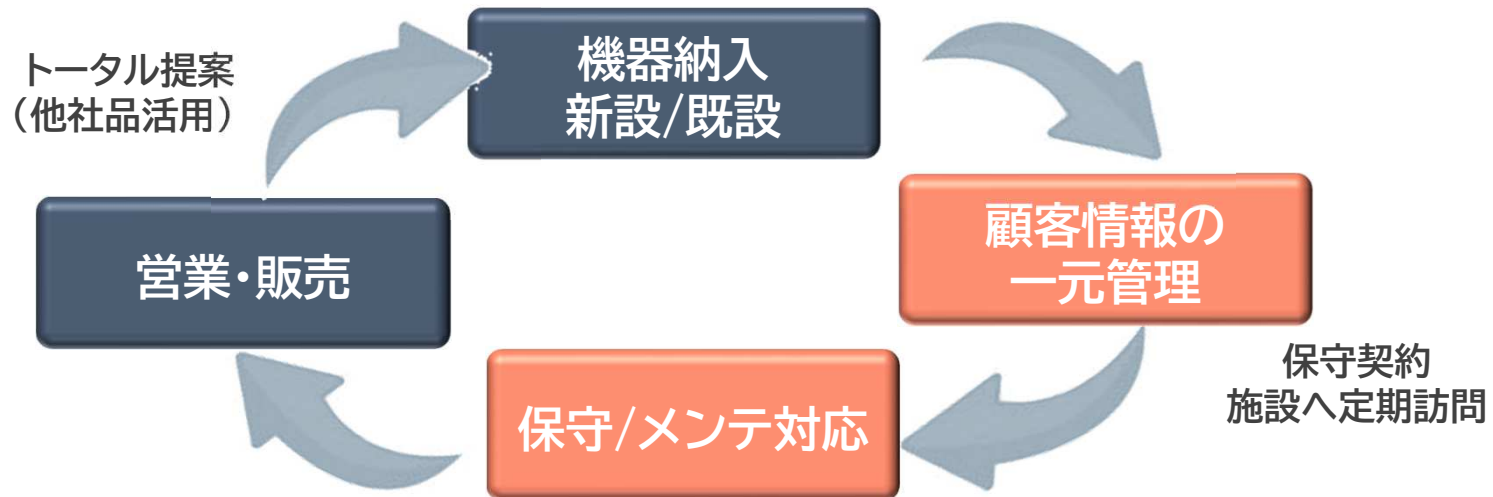 トータル提案
（他社品活用）
機器納入
新設/既設
顧客情報の
一元管理
保守契約
施設へ定期訪問
保守/メンテ対応
営業・販売